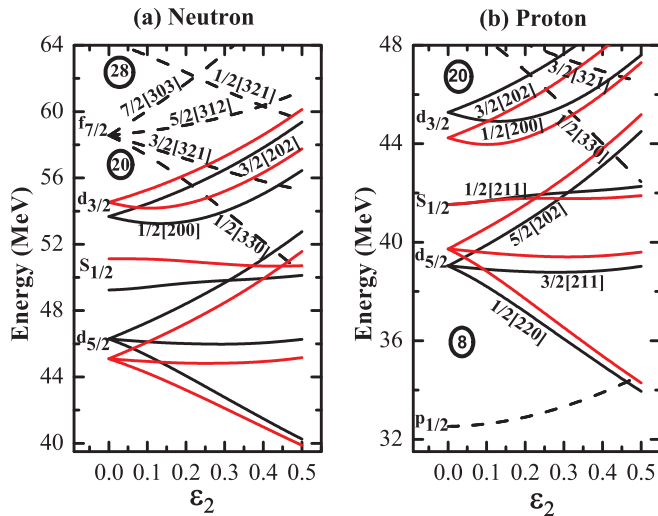 (a) Neutron
64
60
56
52
48
44
40
Energy (MeV)
28
7/2[303]
1/2[321]
f7/2
5/2[312]
3/2[321]
20
3/2[202]
d3/2
1/2[200]
1/2[330]
S1/2
d5/2
0.0 0.1 0.2 0.3 0.4 0.5
ε2
(b) Proton
48
44
40
36
32
Energy (MeV)
20
3/2[321]
3/2[202]
d3/2
1/2[200]
1/2[330]
1/2[211]
S1/2
5/2[202]
d5/2
3/2[211]
1/2[220]
8
p1/2
0.0 0.1 0.2 0.3 0.4 0.5
ε2